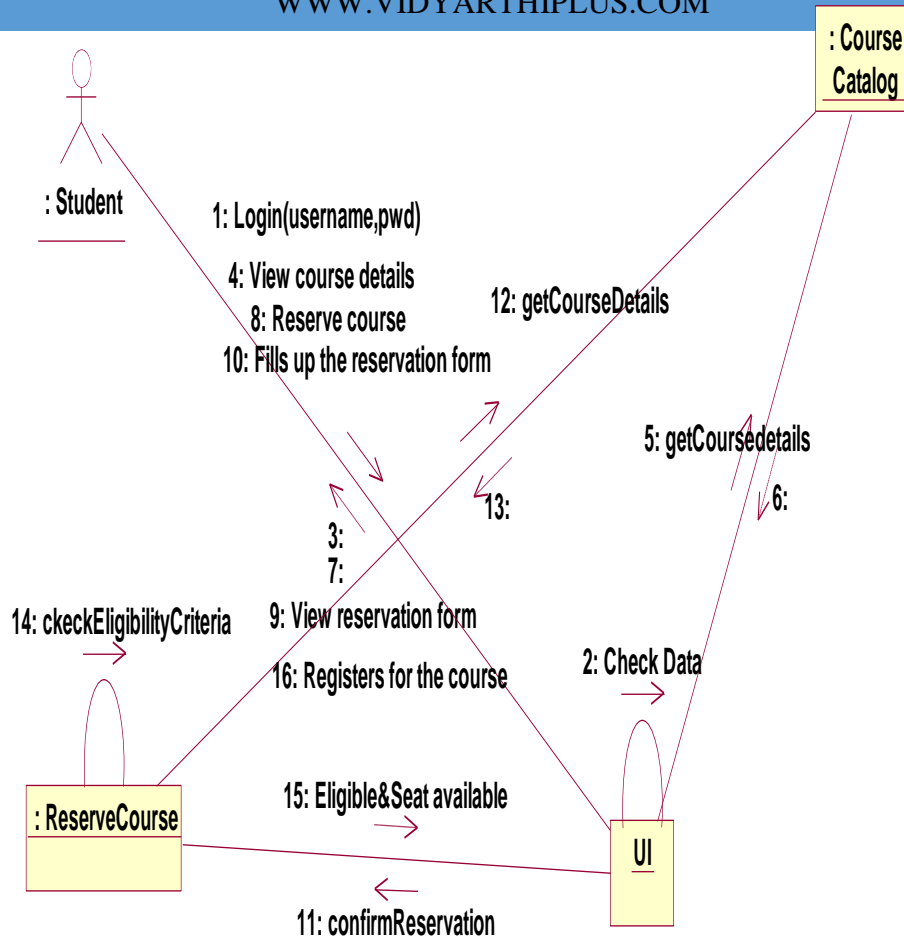 WWW.VIDYARTHIPLUS.COM
: Course
Catalog
: Student
1: Login(username,pwd)
4: View course details
8: Reserve course
10: Fills up the reservation form
12: getCourseDetails
5: getCoursedetails
6:
13:
3:
7:
9: View reservation form
16: Registers for the course
14: ckeckEligibilityCriteria
2: Check Data
15: Eligible&Seat available
: ReserveCourse
UI
11: confirmReservation